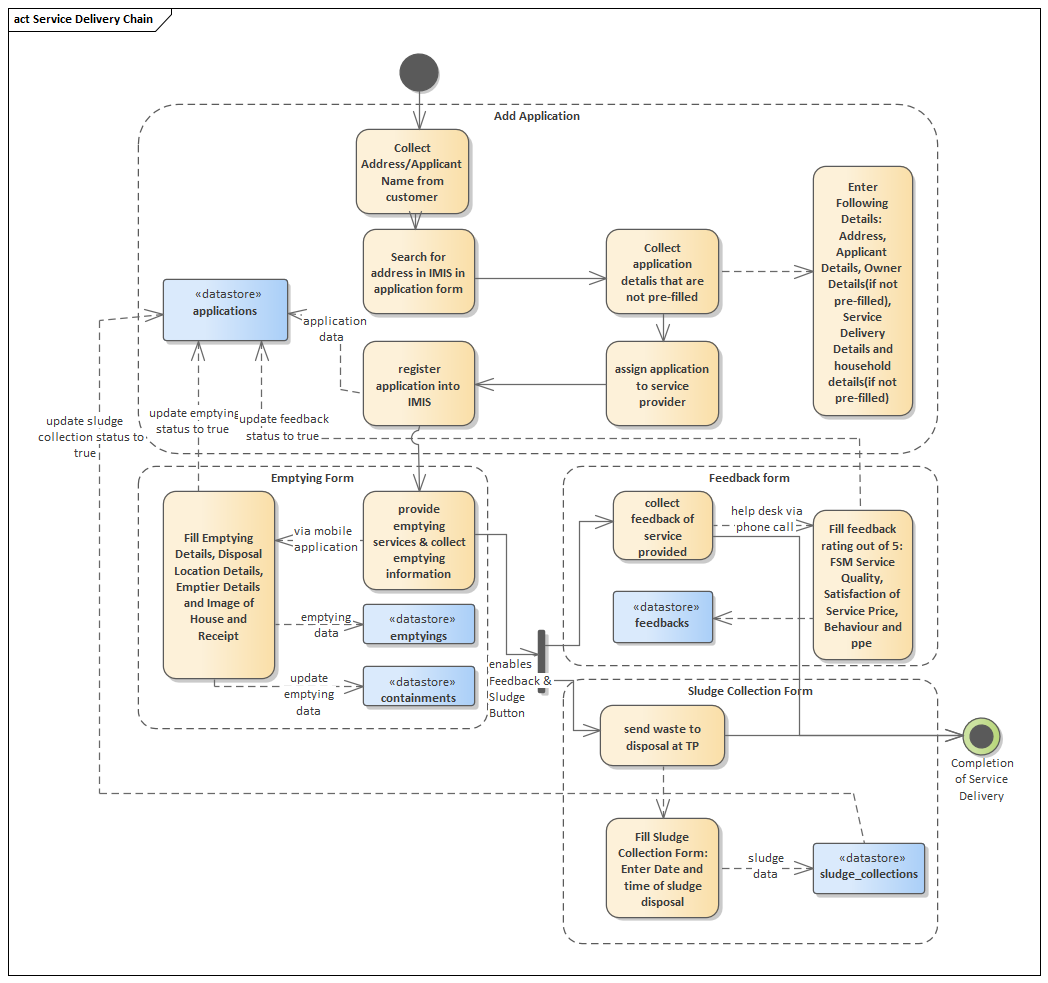 act Service Delivery Chain
Add Application
Collect
Address/Applicant
Name from
customer
Search for
address in IMIS in
application form
Collect
application
detalis that are
not pre-filled
Enter
Following
Details:
Address,
Applicant
Details, Owner
Details(if not
pre-filled),
Service
Delivery
Details and
household
details(if not
pre-filled)
«datastore»
applications
application
data
register
application into
IMIS
assign application
to service
provider
update sludge
collection status to
true
update emptying
status to true
update feedback
status to true
Emptying Form
Fill Emptying
Details, Disposal
Location Details,
Emptier Details
and Image of
House and
Receipt
via mobile
application
provide
emptying
services & collect
emptying
information
emptying
data
«datastore»
emptyings
update
emptying
data
«datastore»
containments
enables
Feedback &
Sludge
Button
Feedback form
collect
feedback of
service
provided
help desk via
phone call
Fill feedback
rating out of 5:
FSM Service
Quality,
Satisfaction of
Service Price,
Behaviour and
ppe
«datastore»
feedbacks
Sludge Collection Form
send waste to
disposal at TP
Completion
of Service
Delivery
Fill Sludge
Collection Form:
Enter Date and
time of sludge
disposal
sludge
data
«datastore»
sludge_collections